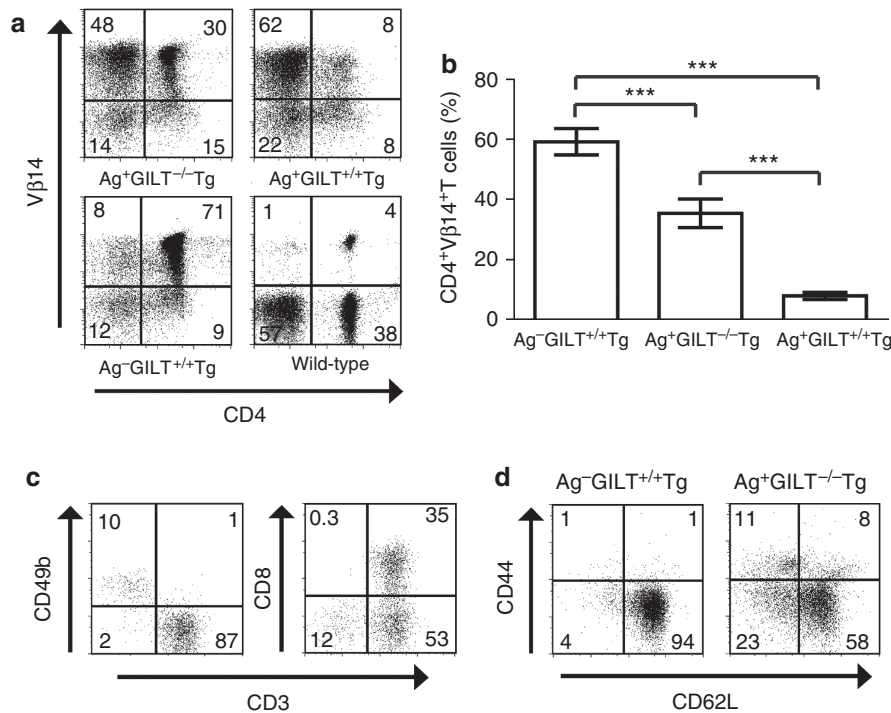 a
48 30
14 15
Ag⁺GILT⁻/⁻Tg
62 8
22 8
Ag⁺GILT⁺/⁺Tg
8 71
12 9
Ag⁻GILT⁺/⁺Tg
1 4
57 38
Wild-type
Vβ14
CD4
b
***
***
***
80
60
40
20
0
CD4⁺Vβ14⁺T cells (%)
Ag⁻GILT⁺/⁺Tg Ag⁺GILT⁻/⁻Tg Ag⁺GILT⁺/⁺Tg
c
CD49b
10 1
2 87
CD8
0.3 35
12 53
CD3
d
Ag⁻GILT⁺/⁺Tg Ag⁺GILT⁻/⁻Tg
CD44
1 1
4 94
11 8
23 58
CD62L